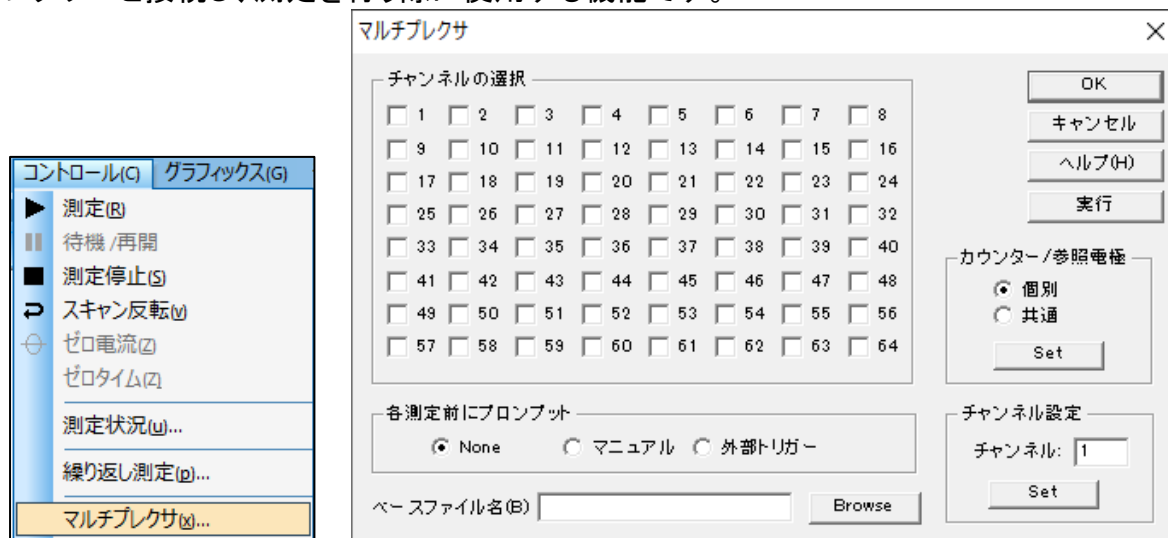 使用する機能です。
コントロール(C) グラフィックス(G)
測定(R)
待機 /再開
測定停止(S)
スキャン反転(v)
ゼロ電流(Z)
ゼロタイム(Z)
測定状況(u)...
繰り返し測定(p)...
マルチプレクサ(x)...
マルチプレクサ
チャンネルの選択
1 2 3 4 5 6 7 8
9 10 11 12 13 14 15 16
17 18 19 20 21 22 23 24
25 26 27 28 29 30 31 32
33 34 35 36 37 38 39 40
41 42 43 44 45 46 47 48
49 50 51 52 53 54 55 56
57 58 59 60 61 62 63 64
OK
キャンセル
ヘルプ(H)
実行
カウンター/参照電極
個別
共通
Set
各測定前にプロンプット
None マニュアル 外部トリガー
チャンネル設定
チャンネル: 1
Set
ベースファイル名(B)
Browse